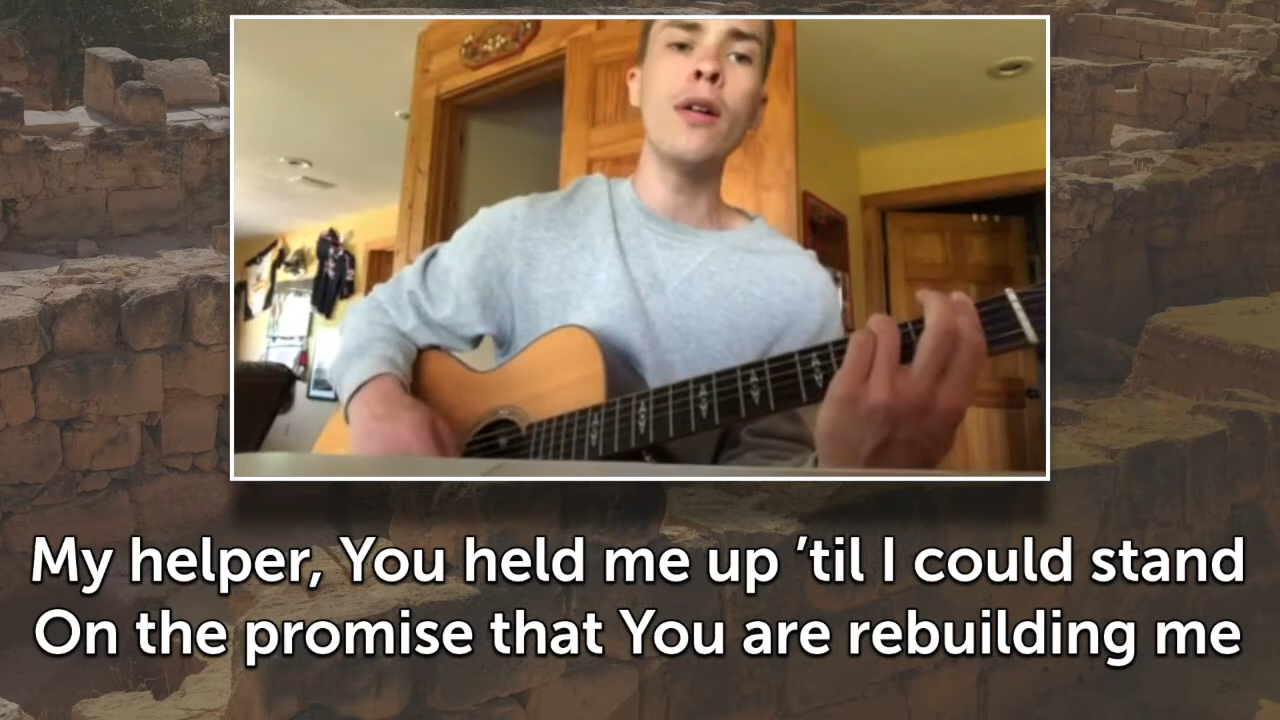 My helper, You held me up ’til I could stand
On the promise that You are rebuilding me